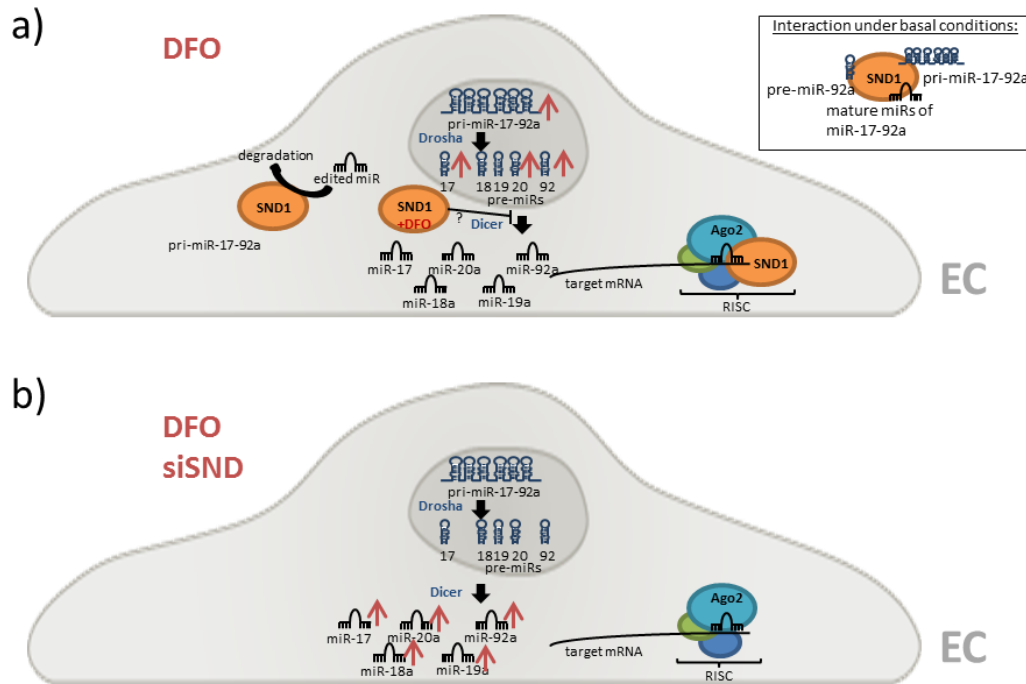 a)
DFO
Interaction under basal conditions:
SND1
pre-miR-92a
pri-miR-17-92a
mature miRs of
miR-17-92a
pri-miR-17-92a
Drosha
17 18 19 20 92
pre-miRs
degradation
edited miR
SND1
pri-miR-17-92a
SND1
+DFO
?
Dicer
miR-17
miR-20a
miR-92a
miR-18a
miR-19a
target mRNA
Ago2
SND1
RISC
EC
b)
DFO
siSND
pri-miR-17-92a
Drosha
17 18 19 20 92
pre-miRs
Dicer
miR-17
miR-20a
miR-92a
miR-18a
miR-19a
target mRNA
Ago2
RISC
EC